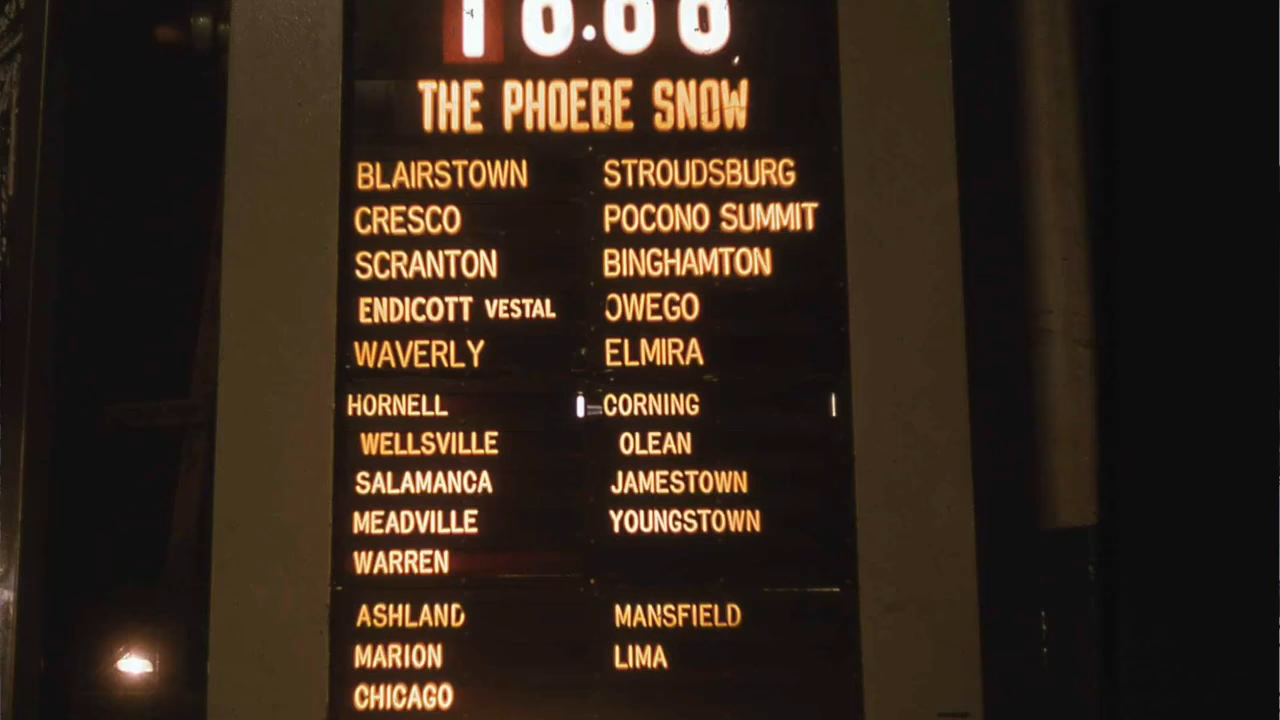 THE PHOEBE SNOW
BLAIRSTOWN STROUDSBURG
CRESCO POCONO SUMMIT
SCRANTON BINGHAMTON
ENDICOTT VESTAL OWEGO
WAVERLY ELMIRA
HORNELL CORNING
WELLSVILLE OLEAN
SALAMANCA JAMESTOWN
MEADVILLE YOUNGSTOWN
WARREN
ASHLAND MANSFIELD
MARION LIMA
CHICAGO